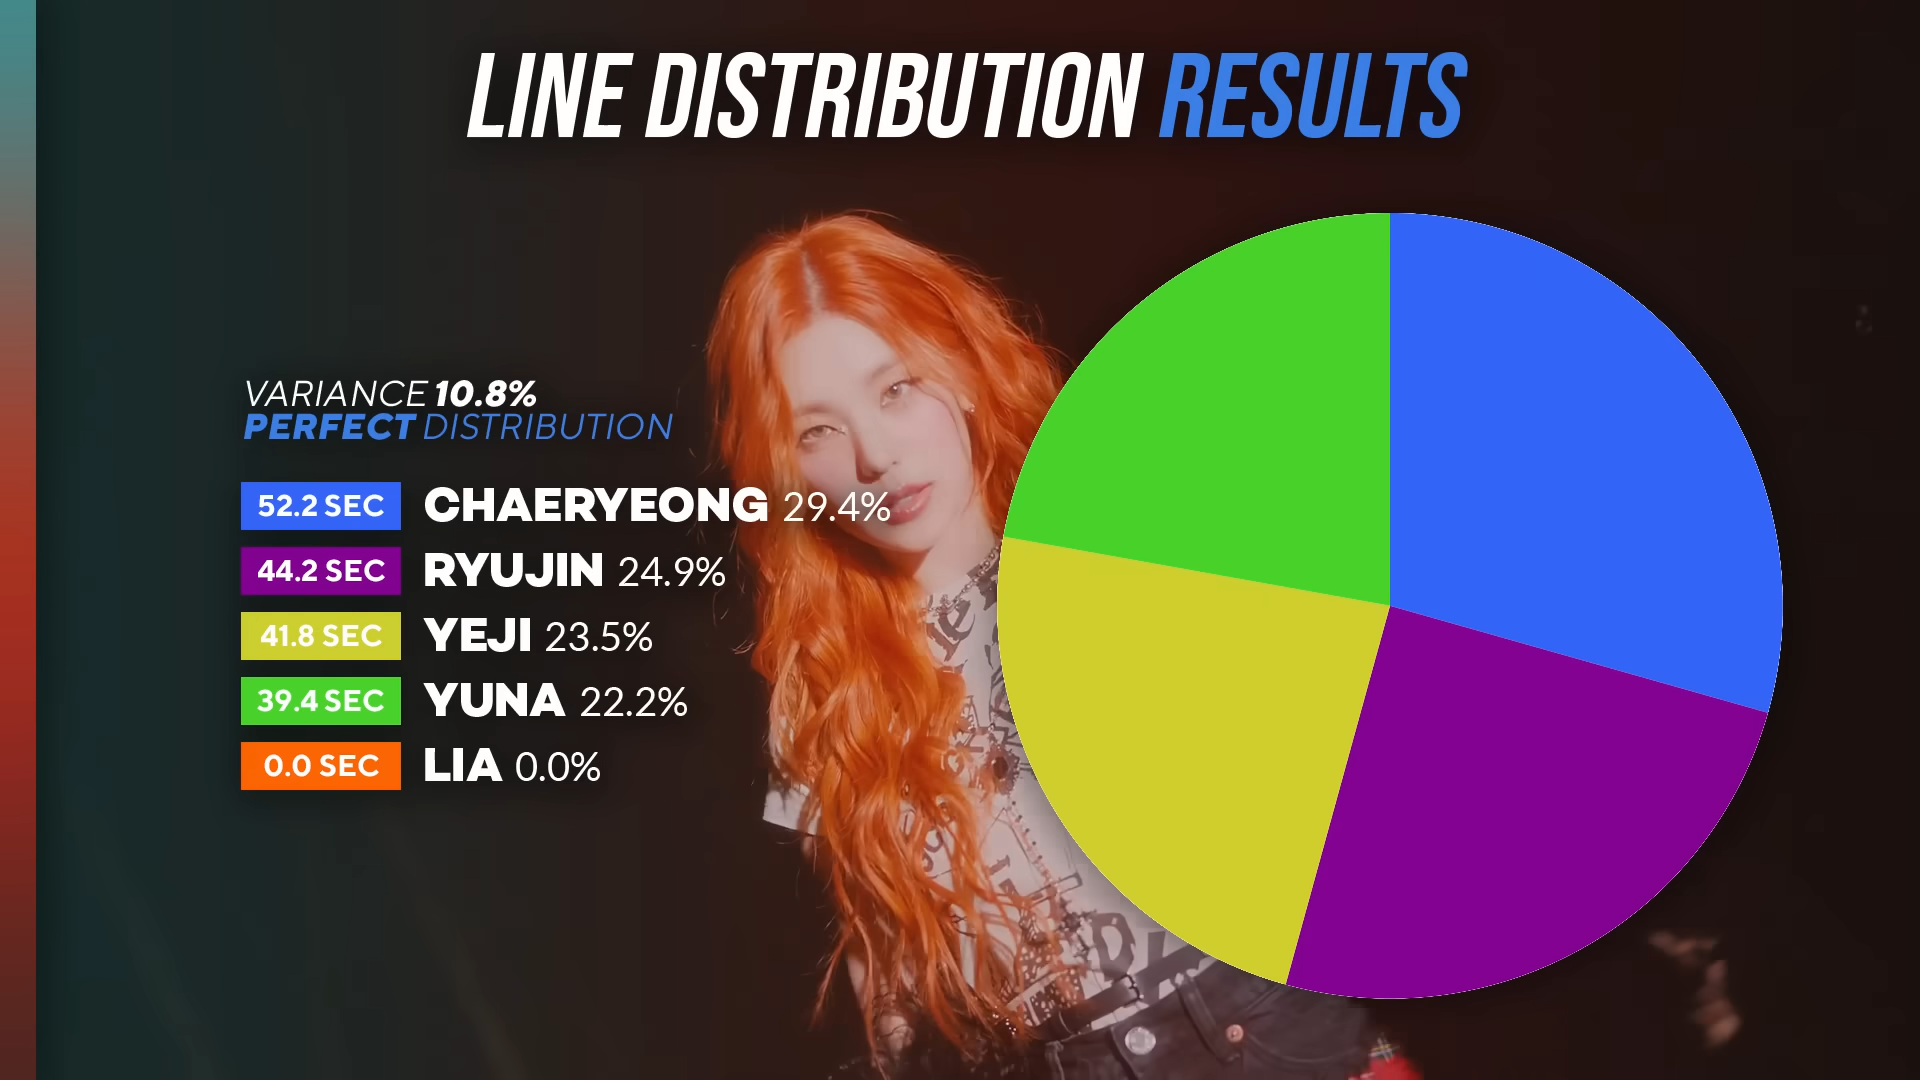 LINE DISTRIBUTION RESULTS
VARIANCE 10.8%
PERFECT DISTRIBUTION
52.2 SEC CHAERYEONG 29.4%
44.2 SEC RYUJIN 24.9%
41.8 SEC YEJI 23.5%
39.4 SEC YUNA 22.2%
0.0 SEC LIA 0.0%